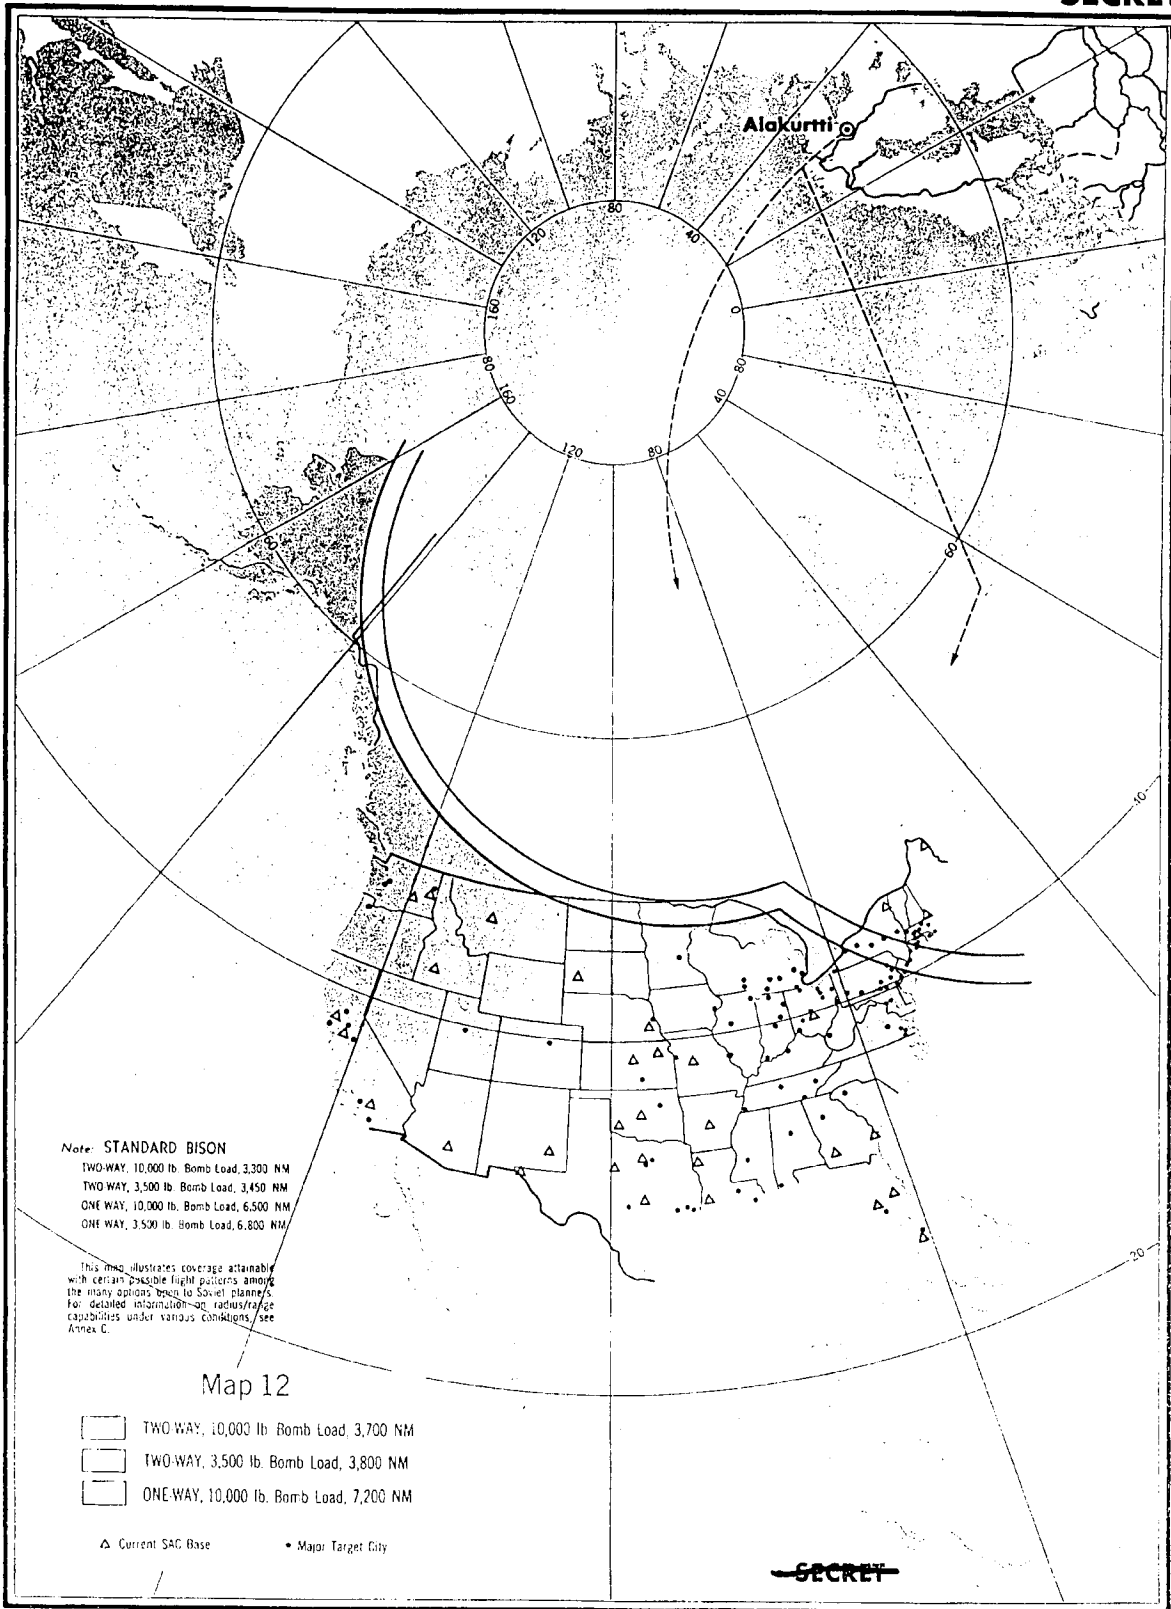 SECRET
Alakurtti
80
120
40
160
0
80
160
80
40
120
80
60
60
40
20
Note: STANDARD BISON
TWO-WAY, 10,000 lb. Bomb Load, 3,300 NM
TWO WAY, 3,500 lb. Bomb Load, 3,450 NM
ONE WAY, 10,000 lb. Bomb Load, 6,500 NM
ONE WAY, 3,500 lb. Bomb Load, 6,800 NM
This map illustrates coverage attainable
with certain possible flight patterns among
the many options open to Soviet planners.
For detailed information on radius/range
capabilities under various conditions, see
Annex C.
Map 12
TWO-WAY, 10,000 lb. Bomb Load, 3,700 NM
TWO-WAY, 3,500 lb. Bomb Load, 3,800 NM
ONE-WAY, 10,000 lb. Bomb Load, 7,200 NM
Current SAC Base
Major Target City
SECRET